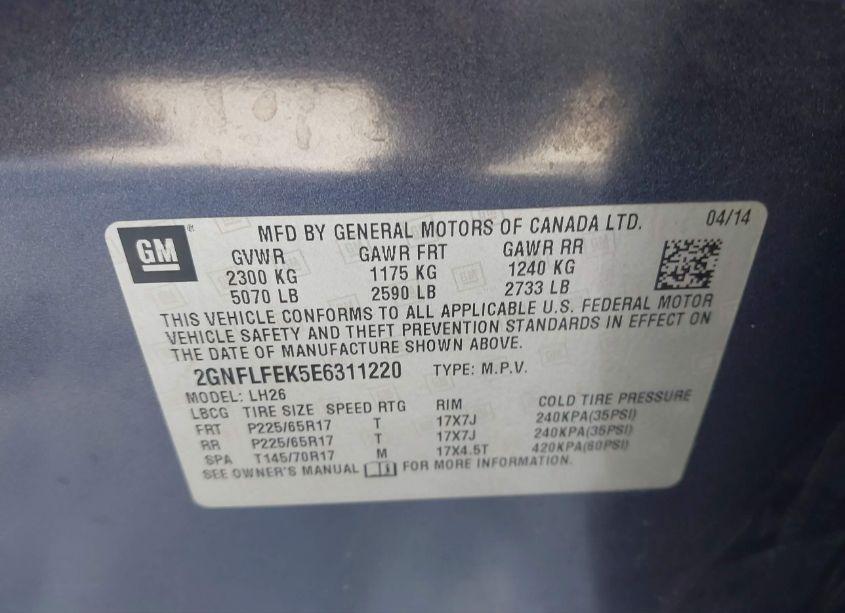 GM ® MFD BY GENERAL MOTORS OF CANADA LTD. 04/14
GVWR GAWR FRT GAWR RR
2300 KG 1175 KG 1240 KG
5070 LB 2590 LB 2733 LB
THIS VEHICLE CONFORMS TO ALL APPLICABLE U.S. FEDERAL MOTOR
VEHICLE SAFETY AND THEFT PREVENTION STANDARDS IN EFFECT ON
THE DATE OF MANUFACTURE SHOWN ABOVE.
2GNFLFEK5E6311220 TYPE: M.P.V.
MODEL: LH26
LBCG TIRE SIZE SPEED RTG RIM COLD TIRE PRESSURE
FRT P225/65R17 T 17X7J 240KPA(35PSI)
RR P225/65R17 T 17X7J 240KPA(35PSI)
SPA T145/70R17 M 17X4.5T 420KPA(60PSI)
SEE OWNER'S MANUAL FOR MORE INFORMATION.